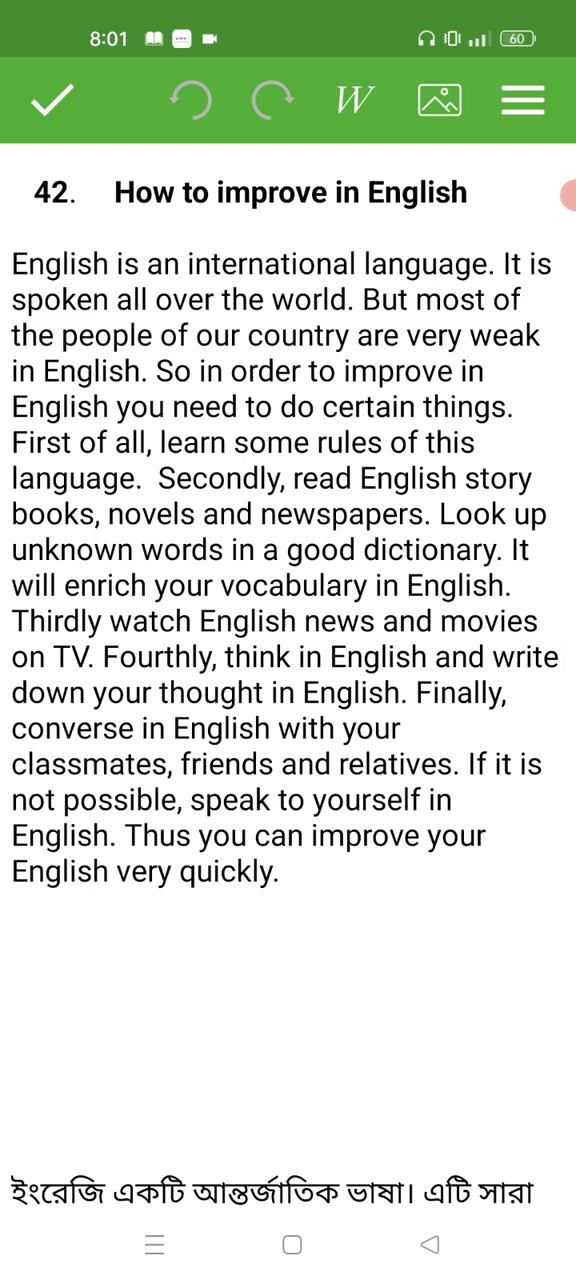 8:01
60
W
42. How to improve in English
English is an international language. It is
spoken all over the world. But most of
the people of our country are very weak
in English. So in order to improve in
English you need to do certain things.
First of all, learn some rules of this
language.  Secondly, read English story
books, novels and newspapers. Look up
unknown words in a good dictionary. It
will enrich your vocabulary in English.
Thirdly watch English news and movies
on TV. Fourthly, think in English and write
down your thought in English. Finally,
converse in English with your
classmates, friends and relatives. If it is
not possible, speak to yourself in
English. Thus you can improve your
English very quickly.
ইংরেজি একটি আন্তর্জাতিক ভাষা। এটি সারা